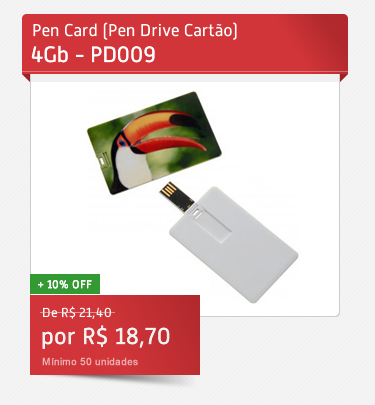 Pen Card (Pen Drive Cartão)
4Gb - PD009
+ 10% OFF
De R$ 21,40
por R$ 18,70
Mínimo 50 unidades